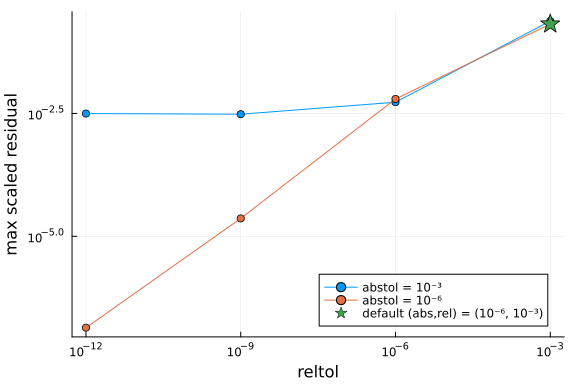 max scaled residual
10⁻²·⁵
10⁻⁵·⁰
abstol = 10⁻³
abstol = 10⁻⁶
default (abs,rel) = (10⁻⁶, 10⁻³)
10⁻¹² 10⁻⁹ 10⁻⁶ 10⁻³
reltol